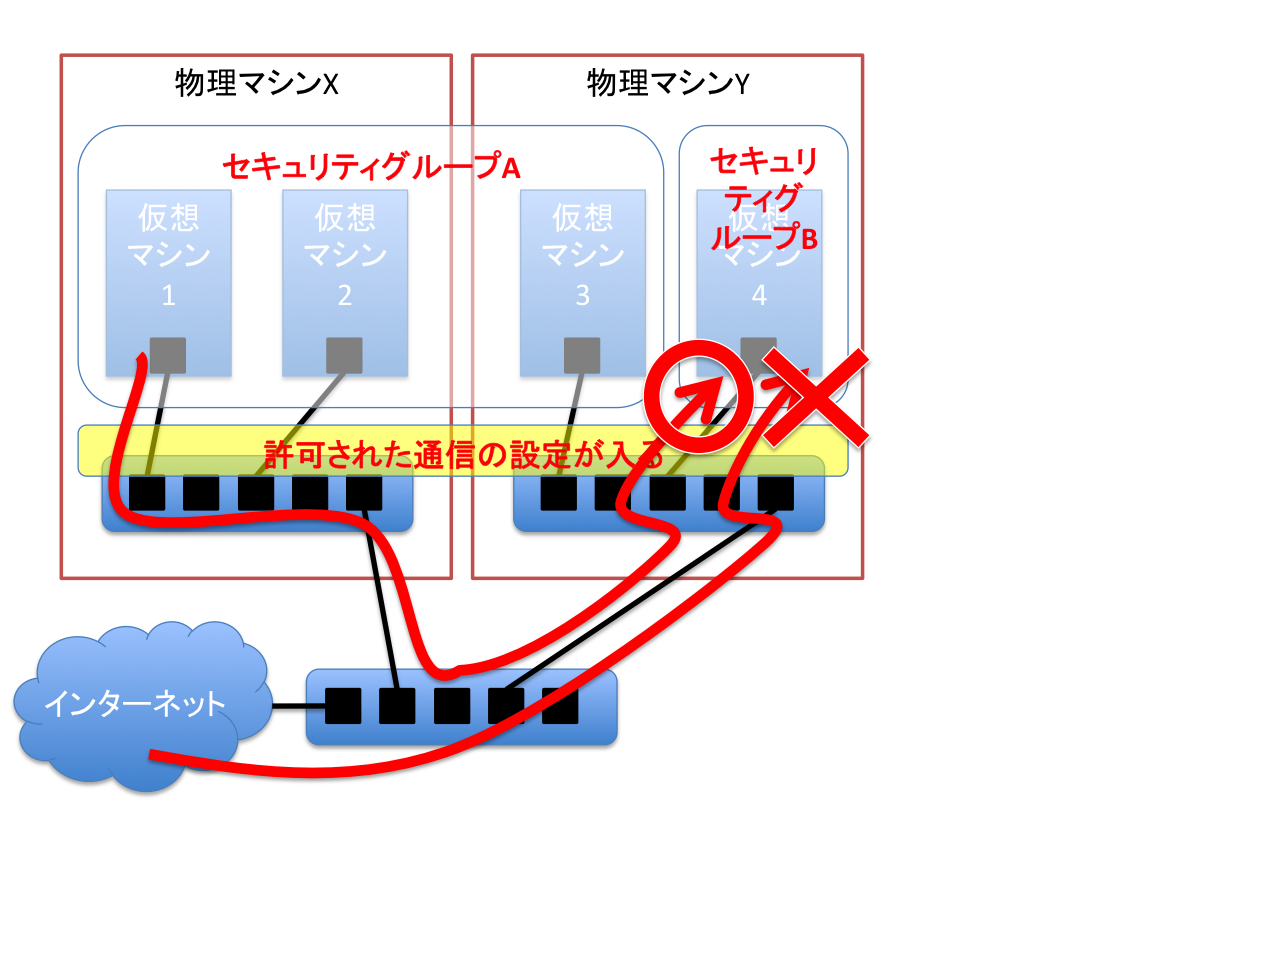 物理マシンX
物理マシンY
セキュリティグループA
セキュリ
ティグ
ループB
仮想
マシン
1
仮想
マシン
2
仮想
マシン
3
仮想
マシン
4
許可された通信の設定が入る
インターネット